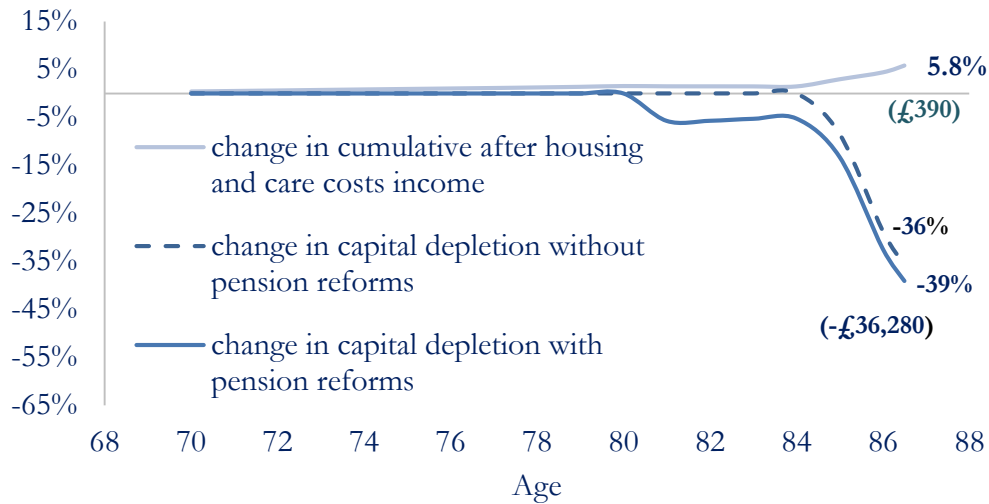 15%
5%
-5%
-15%
-25%
-35%
-45%
-55%
-65%
5.8%
(£390)
change in cumulative after housing
and care costs income
change in capital depletion without
pension reforms
change in capital depletion with
pension reforms
-36%
-39%
(-£36,280)
68 70 72 74 76 78 80 82 84 86 88
Age